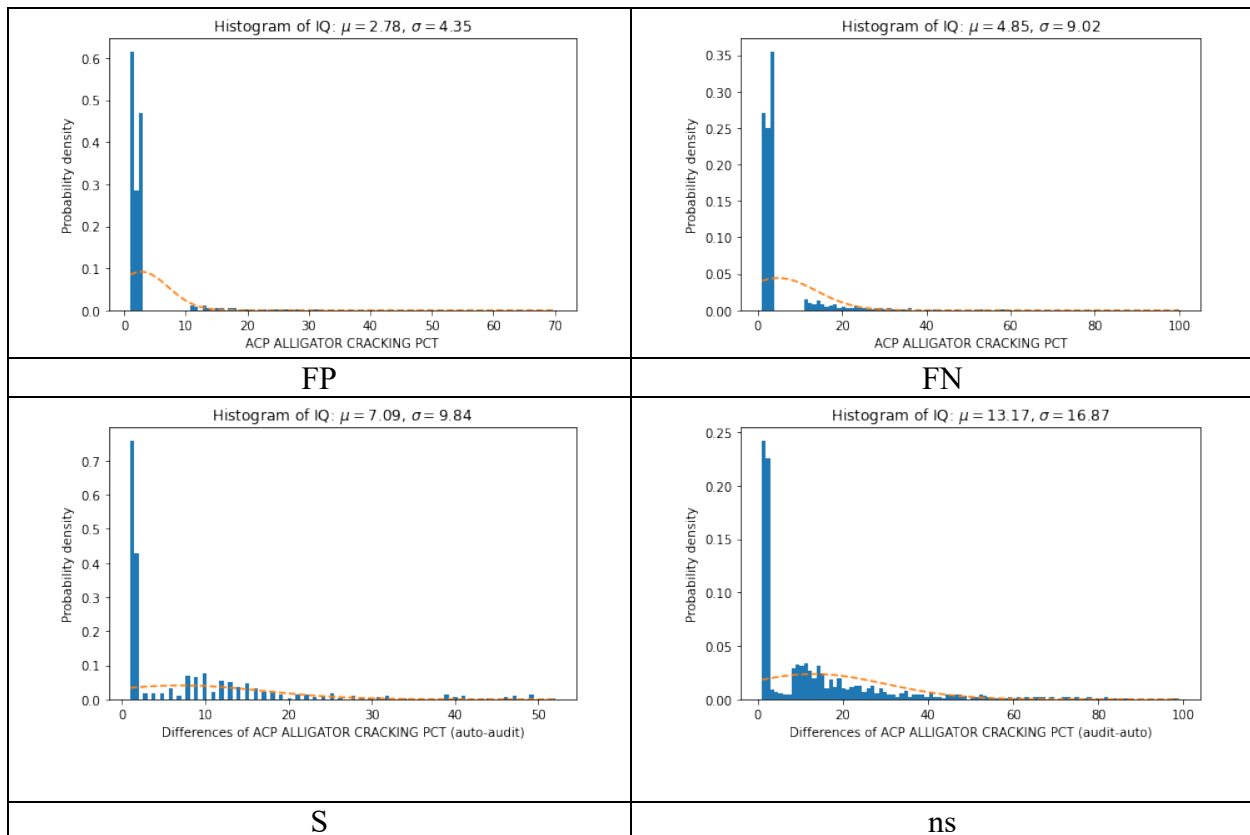 Histogram of IQ: μ = 2.78, σ = 4.35
Probability density
0.6
0.5
0.4
0.3
0.2
0.1
0.0
0 10 20 30 40 50 60 70
ACP ALLIGATOR CRACKING PCT
FP
Histogram of IQ: μ = 4.85, σ = 9.02
Probability density
0.35
0.30
0.25
0.20
0.15
0.10
0.05
0.00
0 20 40 60 80 100
ACP ALLIGATOR CRACKING PCT
FN
Histogram of IQ: μ = 7.09, σ = 9.84
Probability density
0.7
0.6
0.5
0.4
0.3
0.2
0.1
0.0
0 10 20 30 40 50
Differences of ACP ALLIGATOR CRACKING PCT (auto-audit)
S
Histogram of IQ: μ = 13.17, σ = 16.87
Probability density
0.25
0.20
0.15
0.10
0.05
0.00
0 20 40 60 80 100
Differences of ACP ALLIGATOR CRACKING PCT (audit-auto)
ns